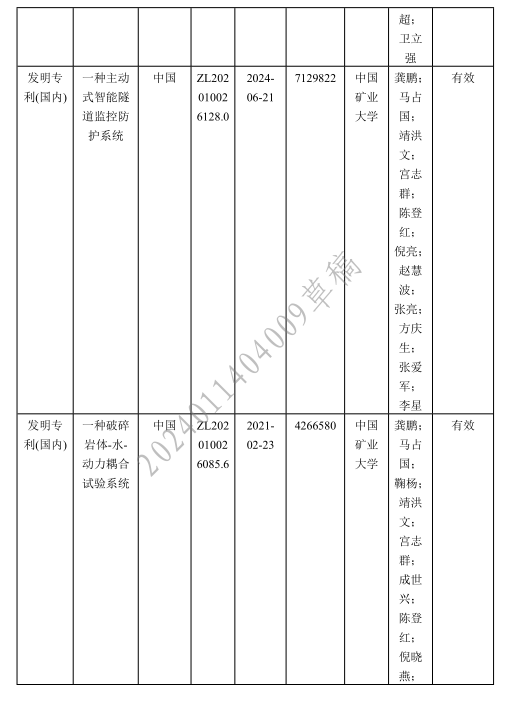 超；
卫立
强
发明专
利(国内)
一种主动
式智能隧
道监控防
护系统
中国
ZL202
01002
6128.0
2024-
06-21
7129822
中国
矿业
大学
龚鹏；
马占
国；
靖洪
文；
宫志
群；
陈登
红；
倪亮；
赵慧
波；
张亮；
方庆
生；
张爱
军；
李星
有效
发明专
利(国内)
一种破碎
岩体-水-
动力耦合
试验系统
中国
ZL202
01002
6085.6
2021-
02-23
4266580
中国
矿业
大学
龚鹏；
马占
国；
鞠杨；
靖洪
文；
宫志
群；
成世
兴；
陈登
红；
倪晓
燕；
有效
20240111404009草稿